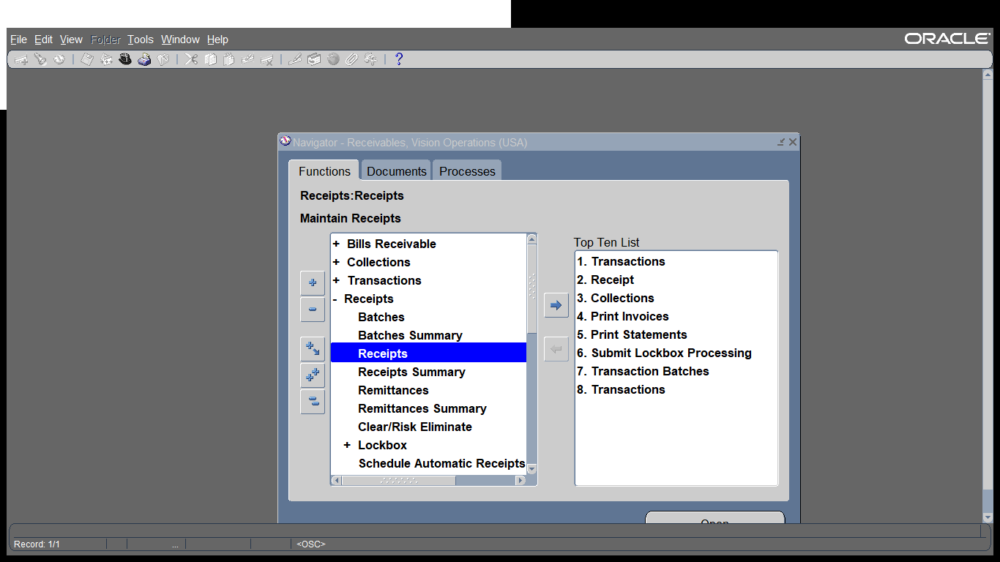 File Edit View Folder Tools Window Help
ORACLE
?
Navigator - Receivables, Vision Operations (USA)
Functions Documents Processes
Receipts:Receipts
Maintain Receipts
Top Ten List
+ Bills Receivable
+ Collections
+ Transactions
- Receipts
Batches
Batches Summary
Receipts
Receipts Summary
Remittances
Remittances Summary
Clear/Risk Eliminate
+ Lockbox
Schedule Automatic Receipts
1. Transactions
2. Receipt
3. Collections
4. Print Invoices
5. Print Statements
6. Submit Lockbox Processing
7. Transaction Batches
8. Transactions
Open
Record: 1/1 ... <OSC>